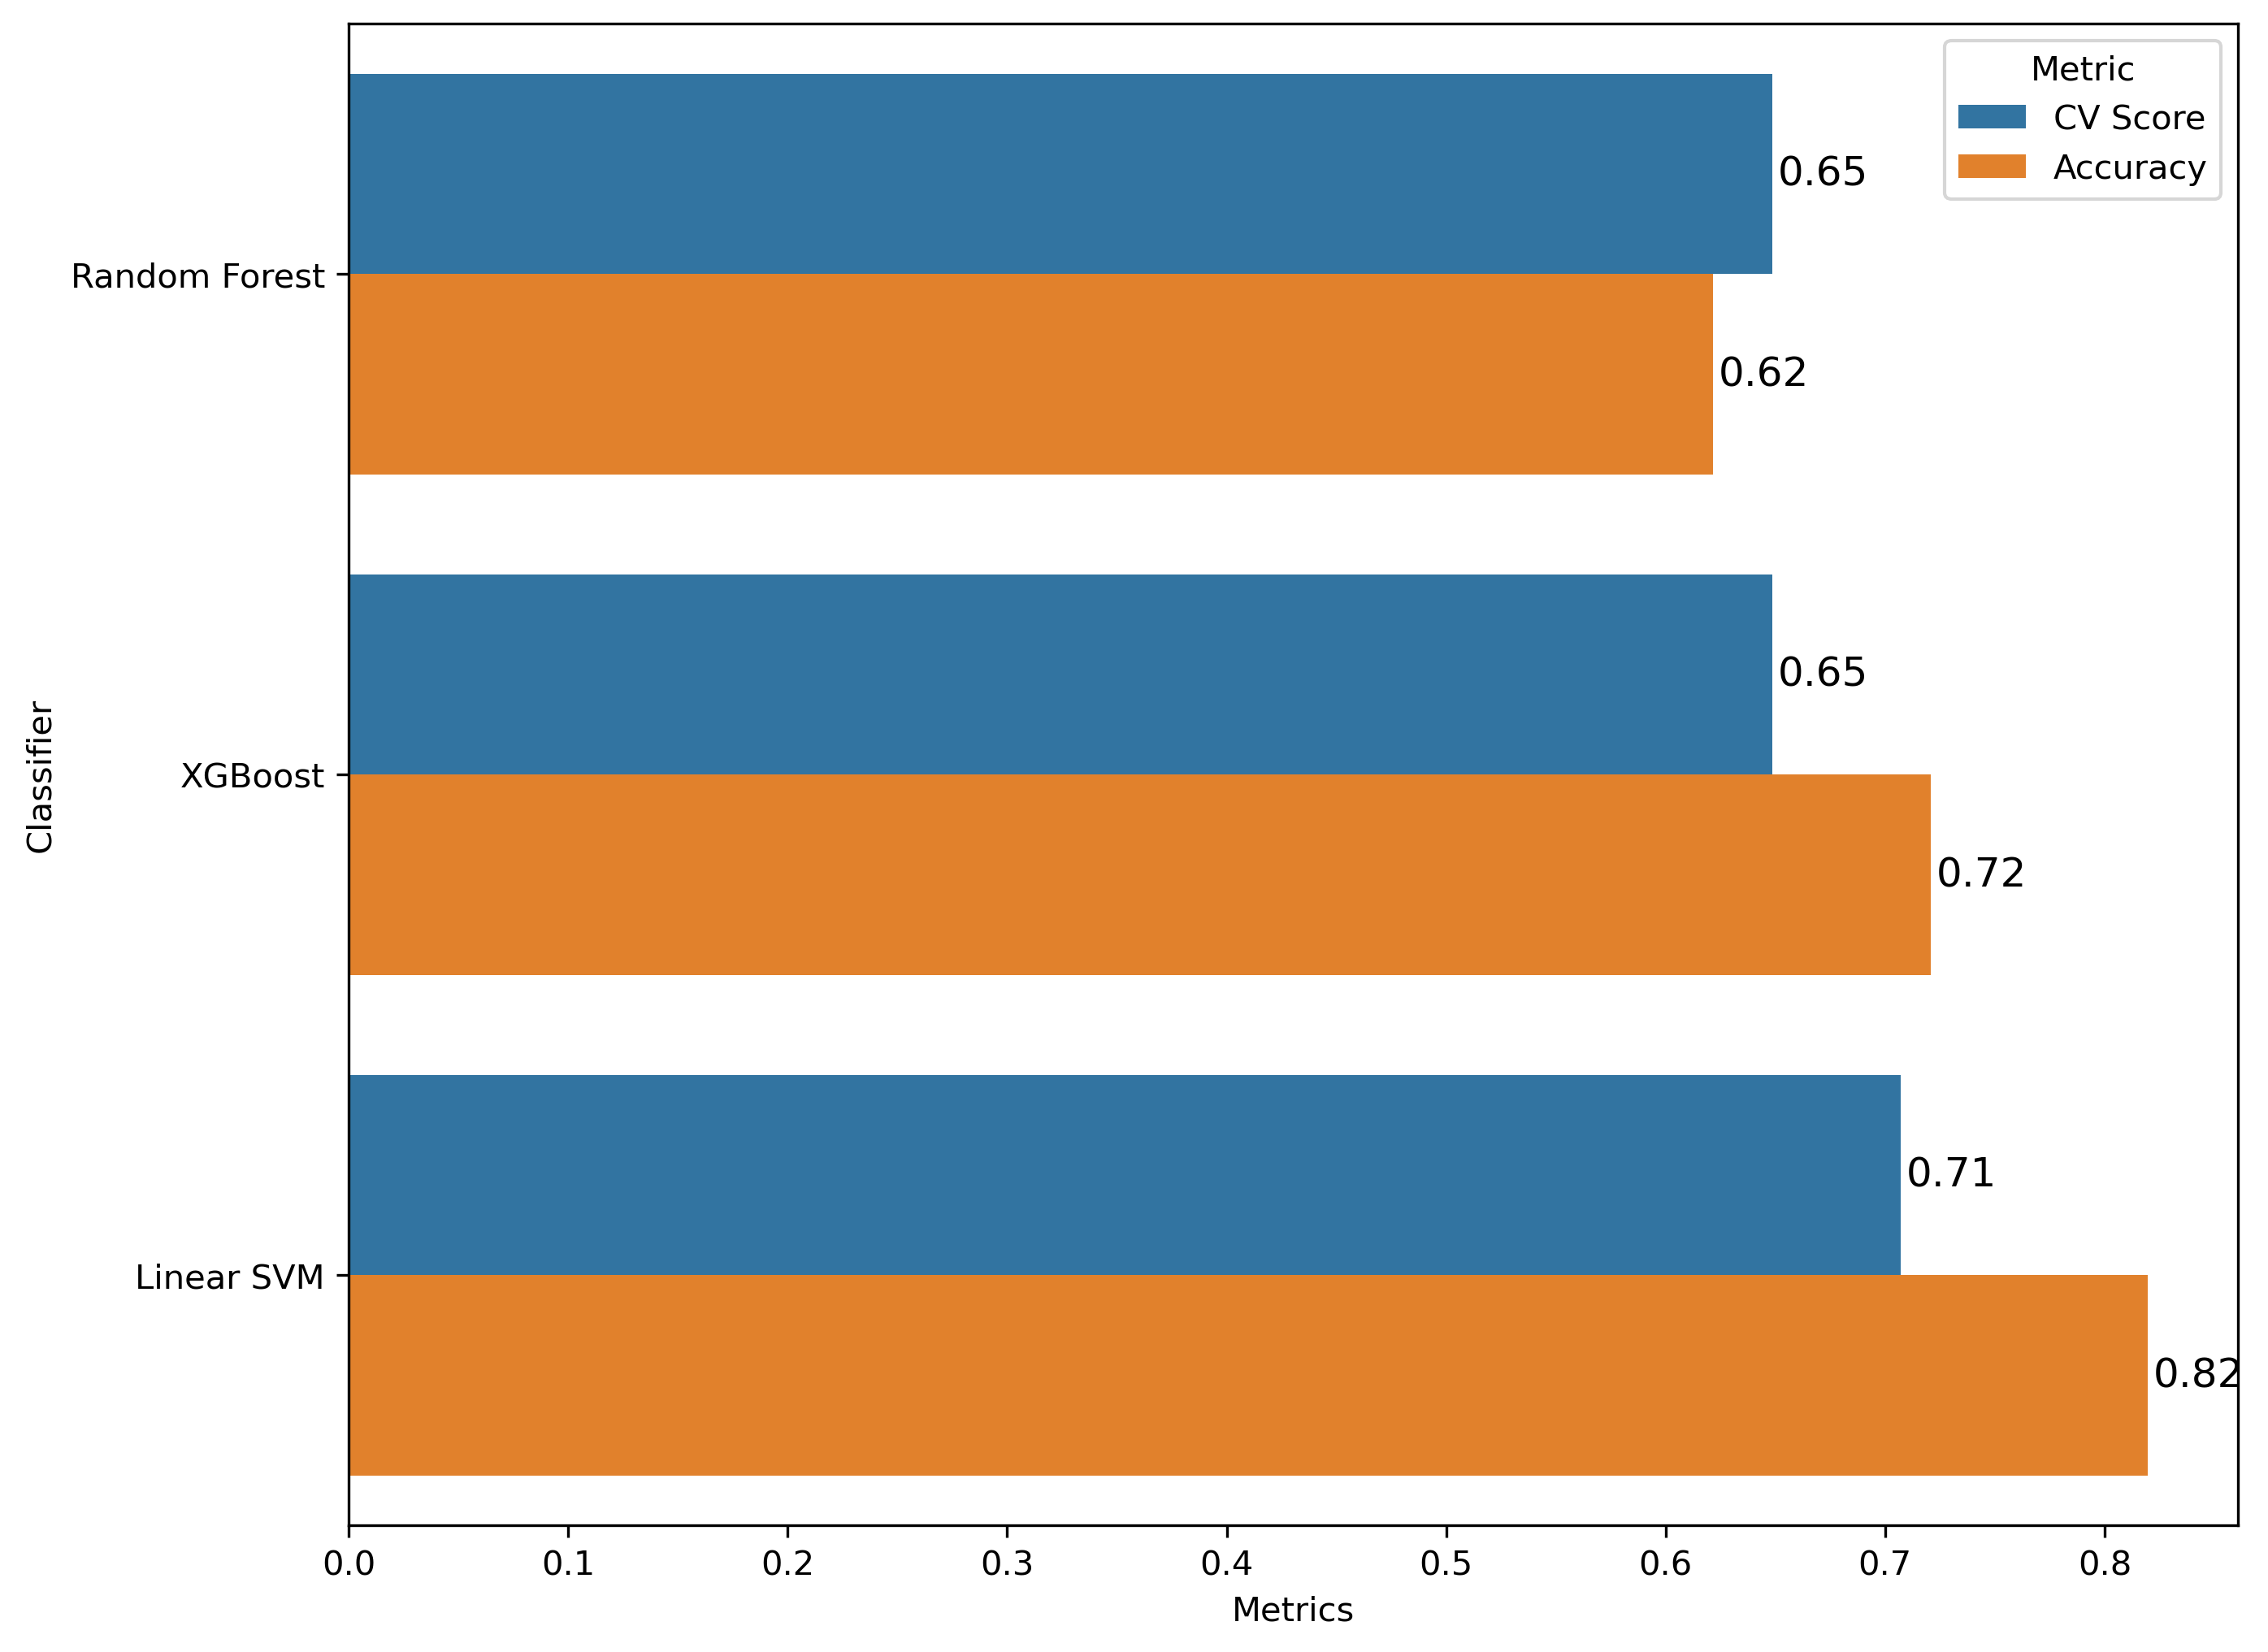 Metric
CV Score
Accuracy
0.65
Random Forest
0.62
0.65
XGBoost
0.72
Classifier
0.71
Linear SVM
0.82
0.0 0.1 0.2 0.3 0.4 0.5 0.6 0.7 0.8
Metrics